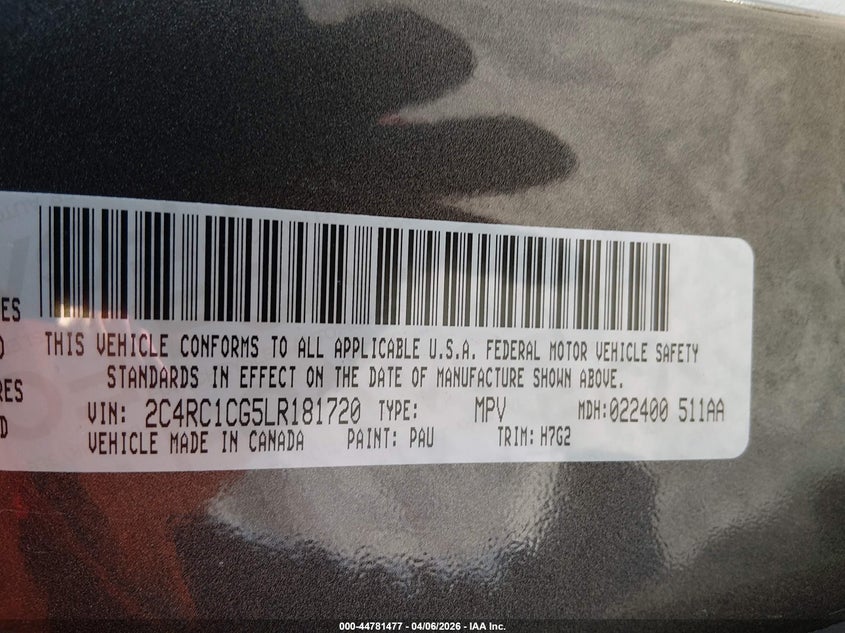 ES
THIS VEHICLE CONFORMS TO ALL APPLICABLE U.S.A. FEDERAL MOTOR VEHICLE SAFETY
RES
STANDARDS IN EFFECT ON THE DATE OF MANUFACTURE SHOWN ABOVE.
D
VIN: 2C4RC1CG5LR181720 TYPE: MPV MDH:022400 511AA
VEHICLE MADE IN CANADA PAINT: PAU TRIM: H7G2
000-44781477 - 04/06/2026 - IAA Inc.